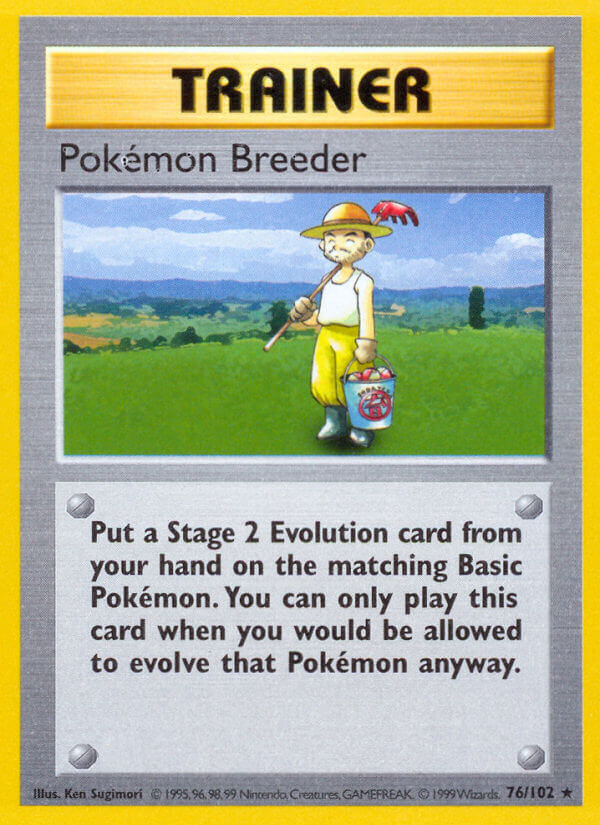 TRAINER
Pokémon Breeder
Put a Stage 2 Evolution card from
your hand on the matching Basic
Pokémon. You can only play this
card when you would be allowed
to evolve that Pokémon anyway.
Illus. Ken Sugimori © 1995, 96, 98, 99 Nintendo, Creatures, GAMEFREAK. © 1999 Wizards. 76/102 ★